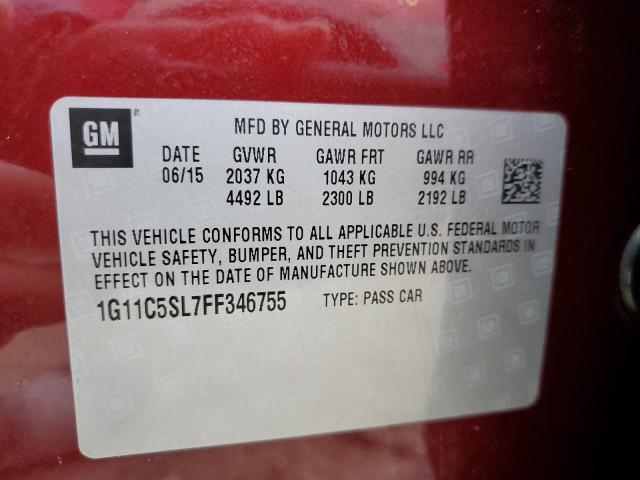 GM
MFD BY GENERAL MOTORS LLC
DATE GVWR GAWR FRT GAWR RR
06/15 2037 KG 1043 KG 994 KG
4492 LB 2300 LB 2192 LB
THIS VEHICLE CONFORMS TO ALL APPLICABLE U.S. FEDERAL MOTOR
VEHICLE SAFETY, BUMPER, AND THEFT PREVENTION STANDARDS IN
EFFECT ON THE DATE OF MANUFACTURE SHOWN ABOVE.
1G11C5SL7FF346755 TYPE: PASS CAR